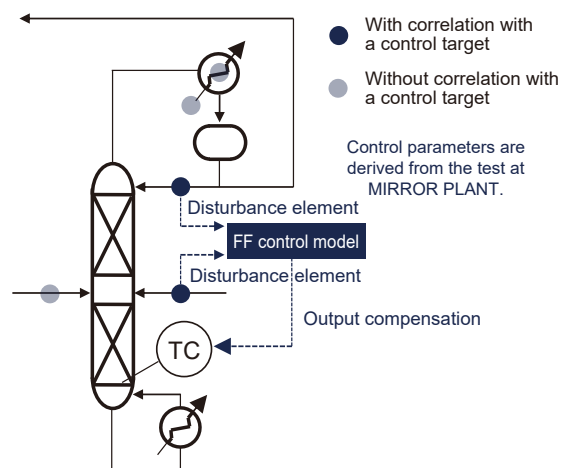 With correlation with
a control target
Without correlation with
a control target
Control parameters are
derived from the test at
MIRROR PLANT.
Disturbance element
FF control model
Disturbance element
Output compensation
TC